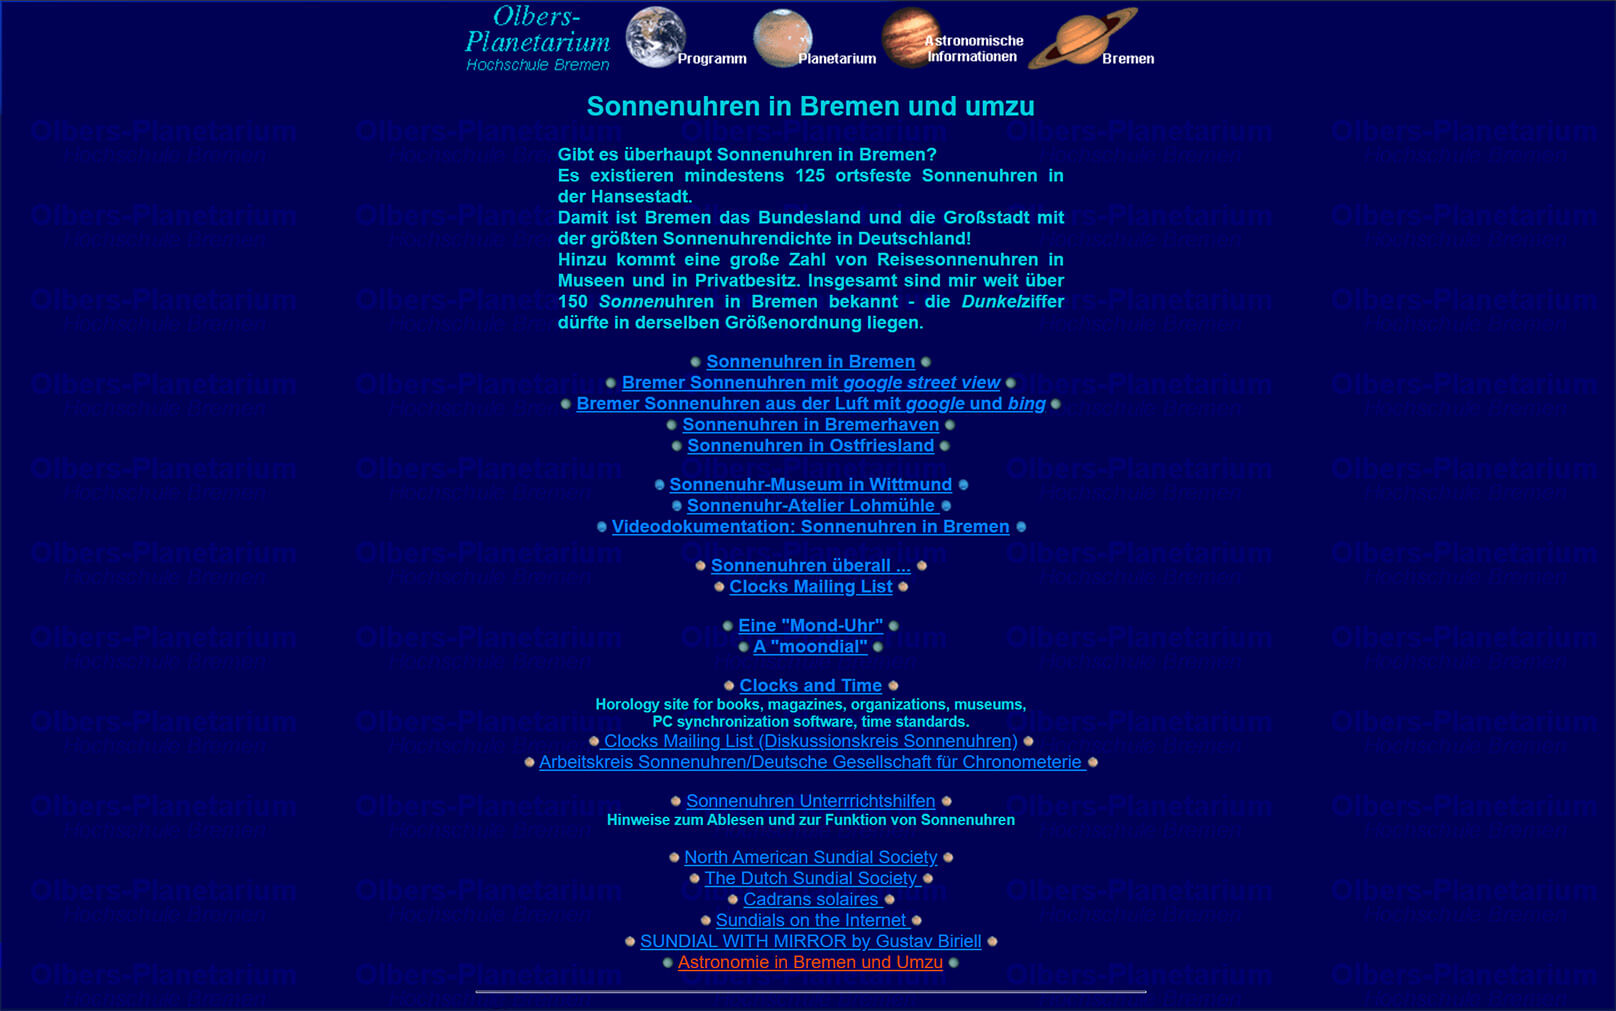 Olbers-
Planetarium
Hochschule Bremen
Programm
Planetarium
Astronomische
Informationen
Bremen
Sonnenuhren in Bremen und umzu
Gibt es überhaupt Sonnenuhren in Bremen?
Es existieren mindestens 125 ortsfeste Sonnenuhren in
der Hansestadt.
Damit ist Bremen das Bundesland und die Großstadt mit
der größten Sonnenuhrendichte in Deutschland!
Hinzu kommt eine große Zahl von Reisesonnenuhren in
Museen und in Privatbesitz. Insgesamt sind mir weit über
150 Sonnenuhren in Bremen bekannt - die Dunkelziffer
dürfte in derselben Größenordnung liegen.
Sonnenuhren in Bremen
Bremer Sonnenuhren mit google street view
Bremer Sonnenuhren aus der Luft mit google und bing
Sonnenuhren in Bremerhaven
Sonnenuhren in Ostfriesland
Sonnenuhr-Museum in Wittmund
Sonnenuhr-Atelier Lohmühle
Videodokumentation: Sonnenuhren in Bremen
Sonnenuhren überall ...
Clocks Mailing List
Eine "Mond-Uhr"
A "moondial"
Clocks and Time
Horology site for books, magazines, organizations, museums,
PC synchronization software, time standards.
Clocks Mailing List (Diskussionskreis Sonnenuhren)
Arbeitskreis Sonnenuhren/Deutsche Gesellschaft für Chronometerie
Sonnenuhren Unterrrichtshilfen
Hinweise zum Ablesen und zur Funktion von Sonnenuhren
North American Sundial Society
The Dutch Sundial Society
Cadrans solaires
Sundials on the Internet
SUNDIAL WITH MIRROR by Gustav Biriell
Astronomie in Bremen und Umzu